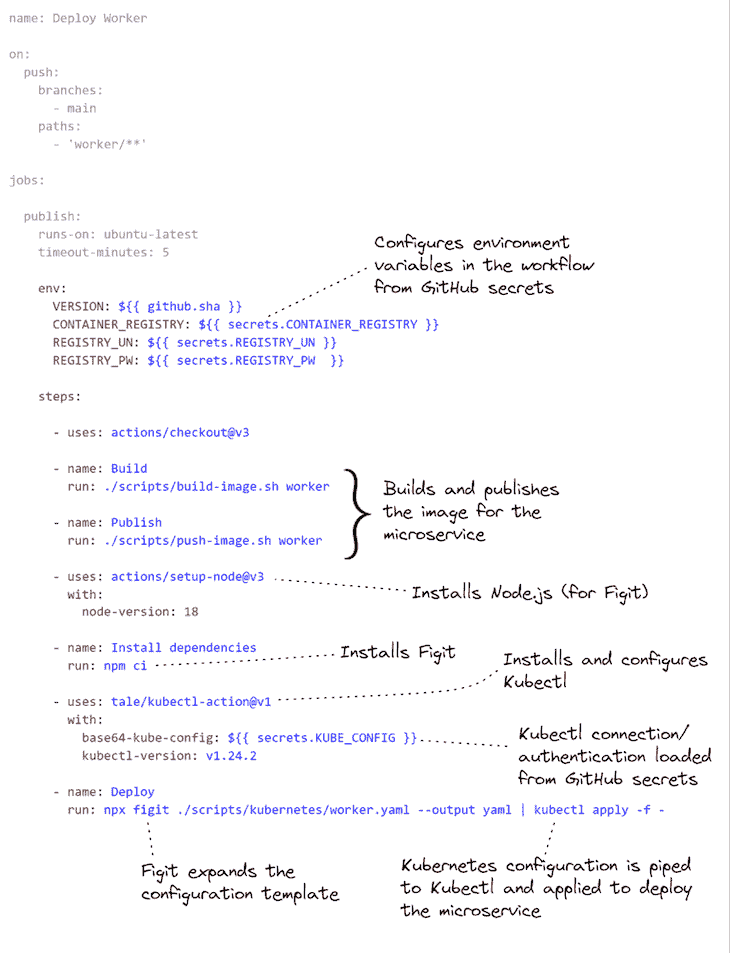 name: Deploy Worker
on:
push:
branches:
- main
paths:
- 'worker/**'
jobs:
publish:
runs-on: ubuntu-latest
timeout-minutes: 5
Configures environment
variables in the workflow
from GitHub secrets
env:
VERSION: ${{ github.sha }}
CONTAINER_REGISTRY: ${{ secrets.CONTAINER_REGISTRY }}
REGISTRY_UN: ${{ secrets.REGISTRY_UN }}
REGISTRY_PW: ${{ secrets.REGISTRY_PW  }}
steps:
- uses: actions/checkout@v3
- name: Build
run: ./scripts/build-image.sh worker
- name: Publish
run: ./scripts/push-image.sh worker
Builds and publishes
the image for the
microservice
- uses: actions/setup-node@v3
with:
node-version: 18
Installs Node.js (for Figit)
- name: Install dependencies
run: npm ci
Installs Figit
Installs and configures
Kubectl
- uses: tale/kubectl-action@v1
with:
base64-kube-config: ${{ secrets.KUBE_CONFIG }}
kubectl-version: v1.24.2
Kubectl connection/
authentication loaded
from GitHub secrets
- name: Deploy
run: npx figit ./scripts/kubernetes/worker.yaml --output yaml | kubectl apply -f -
Figit expands the
configuration template
Kubernetes configuration is piped
to Kubectl and applied to deploy
the microservice